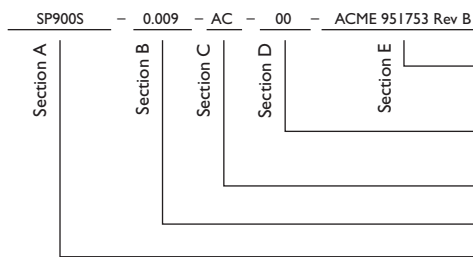 SP900S – 0.009 – AC – 00 – ACME 951753 Rev B
Section A
Section B
Section C
Section D
Section E